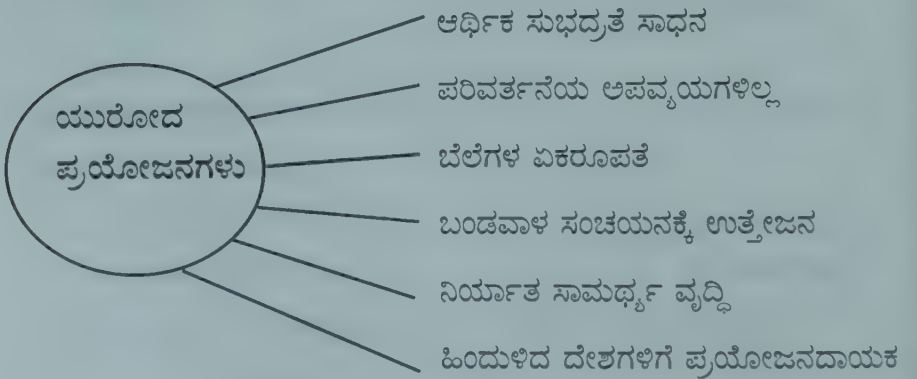 ಯುರೋದ
ಪ್ರಯೋಜನಗಳು
ಆರ್ಥಿಕ ಸುಭದ್ರತೆ ಸಾಧನ
ಪರಿವರ್ತನೆಯ ಅಪವ್ಯಯಗಳಿಲ್ಲ
ಬೆಲೆಗಳ ಏಕರೂಪತೆ
ಬಂಡವಾಳ ಸಂಚಯನಕ್ಕೆ ಉತ್ತೇಜನ
ನಿರ್ಯಾತ ಸಾಮರ್ಥ್ಯ ವೃದ್ಧಿ
ಹಿಂದುಳಿದ ದೇಶಗಳಿಗೆ ಪ್ರಯೋಜನದಾಯಕ